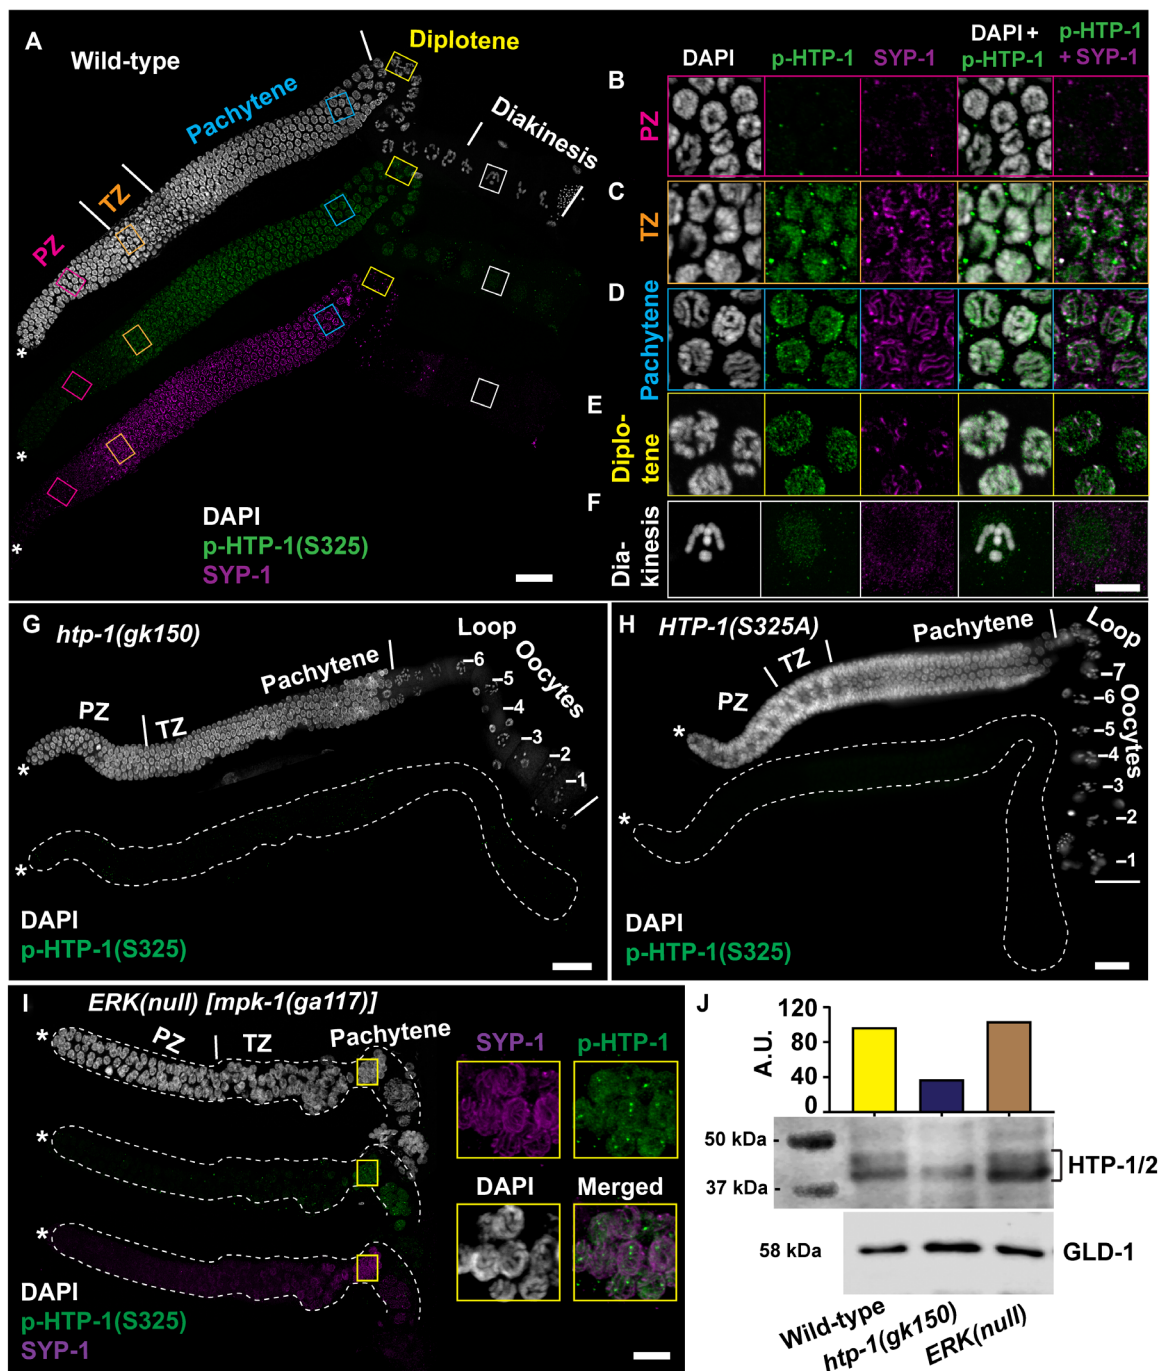 A
Wild-type
Diplotene
Pachytene
Diakinesis
TZ
PZ
*
*
*
DAPI
p-HTP-1(S325)
SYP-1
DAPI
p-HTP-1
SYP-1
DAPI +
p-HTP-1
p-HTP-1
+ SYP-1
B
PZ
C
TZ
D
Pachytene
E
Diplo-
tene
F
Dia-
kinesis
G
htp-1(gk150)
Loop
Oocytes
Pachytene
PZ
TZ
–6
–5
–4
–3
–2
–1
*
*
DAPI
p-HTP-1(S325)
H
HTP-1(S325A)
Pachytene
Loop
TZ
PZ
Oocytes
–7
–6
–5
–4
–3
–2
–1
*
*
DAPI
p-HTP-1(S325)
I
ERK(null) [mpk-1(ga117)]
PZ
TZ
Pachytene
*
*
*
SYP-1
p-HTP-1
DAPI
Merged
DAPI
p-HTP-1(S325)
SYP-1
J
A.U.
120
80
40
0
50 kDa -
37 kDa -
HTP-1/2
58 kDa
GLD-1
Wild-type
htp-1(gk150)
ERK(null)